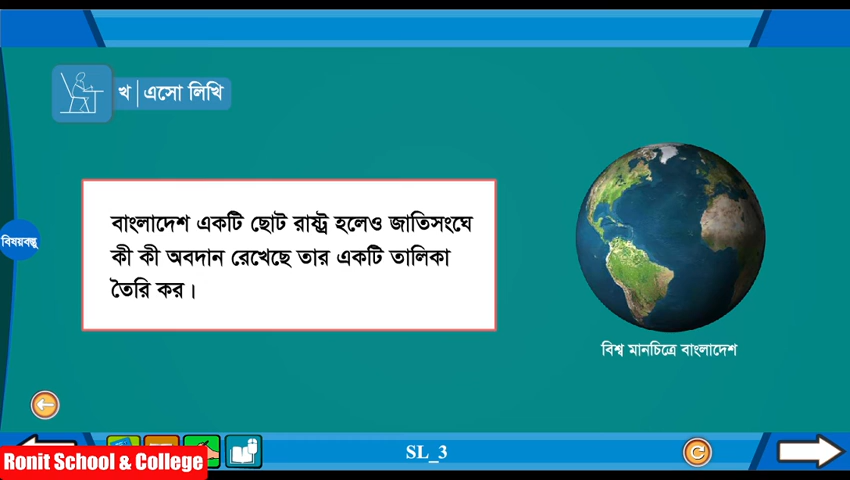 খ | এসো লিখি
বাংলাদেশ একটি ছোট রাষ্ট্র হলেও জাতিসংঘে
কী কী অবদান রেখেছে তার একটি তালিকা
তৈরি কর।
বিষয়বস্তু
বিশ্ব মানচিত্রে বাংলাদেশ
SL_3
Ronit School & College